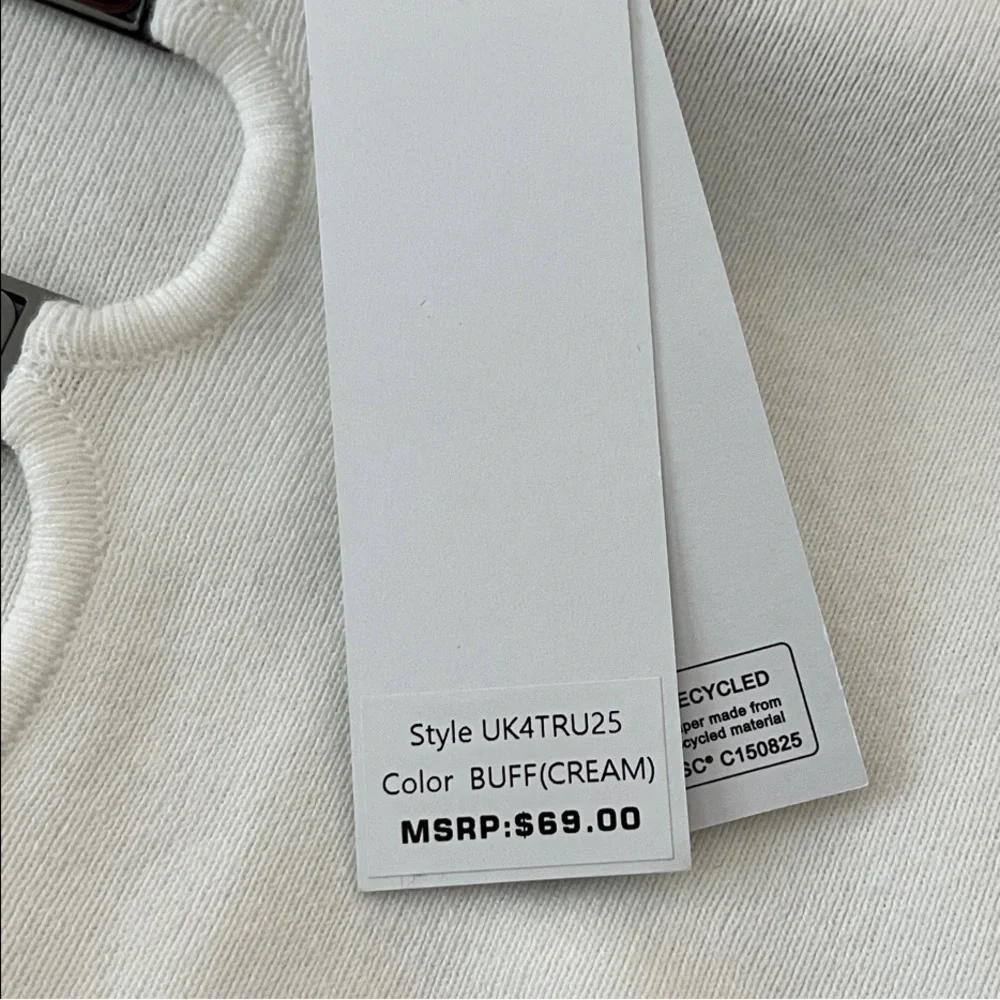 Style UK4TRU25
Color BUFF(CREAM)
MSRP:$69.00
ECYCLED
per made from
cycled material
SC® C150825